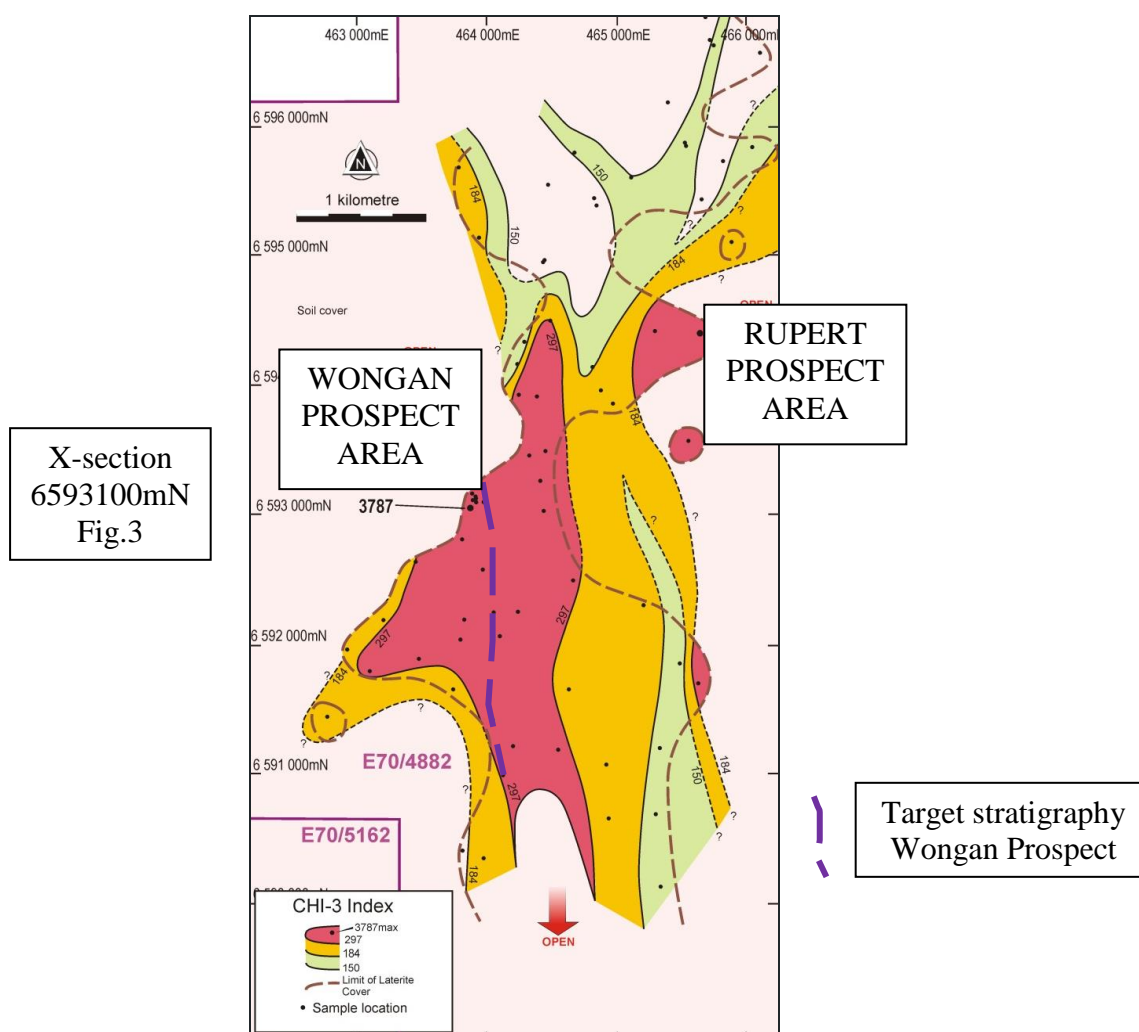 463 000mE
464 000mE
465 000mE
466 000mE
6 596 000mN
N
1 kilometre
184
150
150
?
?
6 595 000mN
184
?
?
Soil cover
?
297
WONGAN
PROSPECT
AREA
RUPERT
PROSPECT
AREA
184
X-section
6593100mN
Fig.3
6 593 000mN
3787
?
?
6 592 000mN
297
297
?
184
?
?
?
E70/4882
6 591 000mN
297
?
150
184
?
?
E70/5162
184
Target stratigraphy
Wongan Prospect
CHI-3 Index
3787max
297
184
150
Limit of Laterite
Cover
Sample location
OPEN